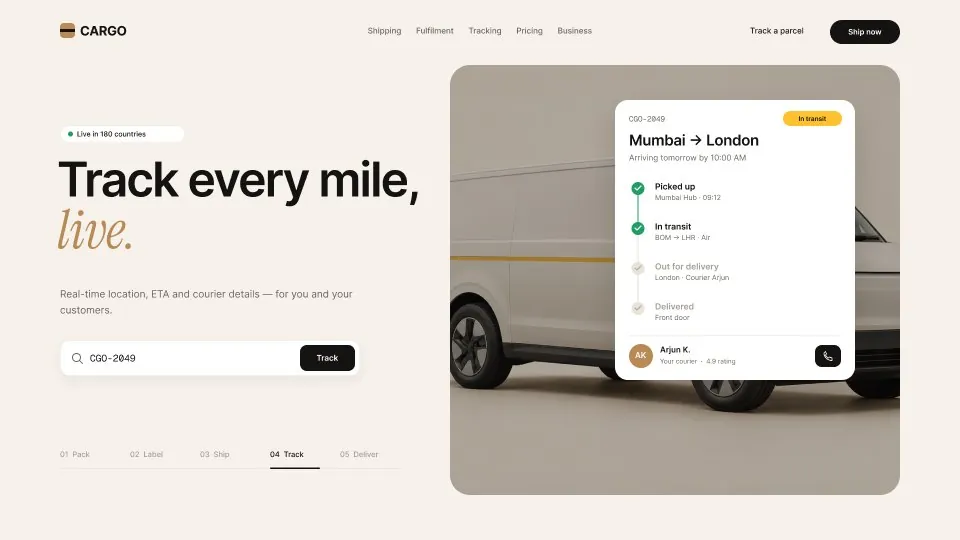 CARGO
Shipping Fulfilment Tracking Pricing Business
Track a parcel
Ship now
Live in 180 countries
Track every mile,
live.
Real-time location, ETA and courier details — for you and your
customers.
CGO-2049
Track
01 Pack 02 Label 03 Ship 04 Track 05 Deliver
CGO-2049
In transit
Mumbai → London
Arriving tomorrow by 10:00 AM
Picked up
Mumbai Hub · 09:12
In transit
BOM → LHR · Air
Out for delivery
London · Courier Arjun
Delivered
Front door
AK
Arjun K.
Your courier · 4.9 rating